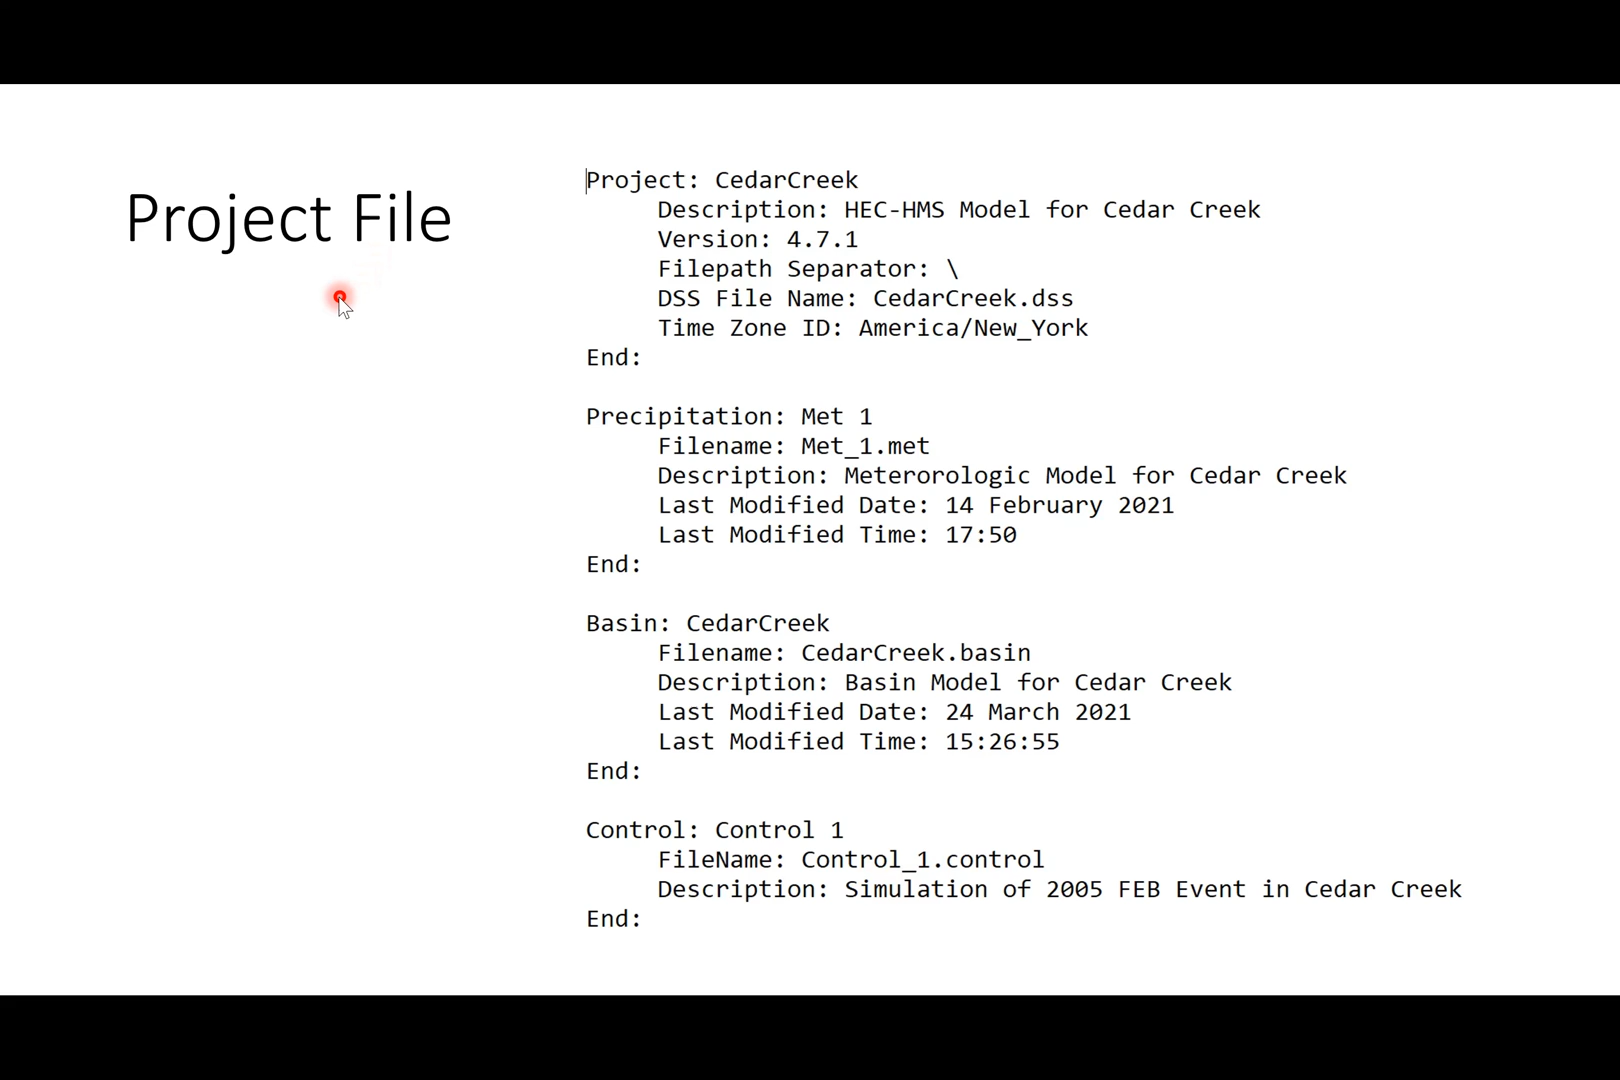 Project File
Project: CedarCreek
Description: HEC-HMS Model for Cedar Creek
Version: 4.7.1
Filepath Separator: \
DSS File Name: CedarCreek.dss
Time Zone ID: America/New_York
End:
Precipitation: Met 1
Filename: Met_1.met
Description: Meterorologic Model for Cedar Creek
Last Modified Date: 14 February 2021
Last Modified Time: 17:50
End:
Basin: CedarCreek
Filename: CedarCreek.basin
Description: Basin Model for Cedar Creek
Last Modified Date: 24 March 2021
Last Modified Time: 15:26:55
End:
Control: Control 1
FileName: Control_1.control
Description: Simulation of 2005 FEB Event in Cedar Creek
End: